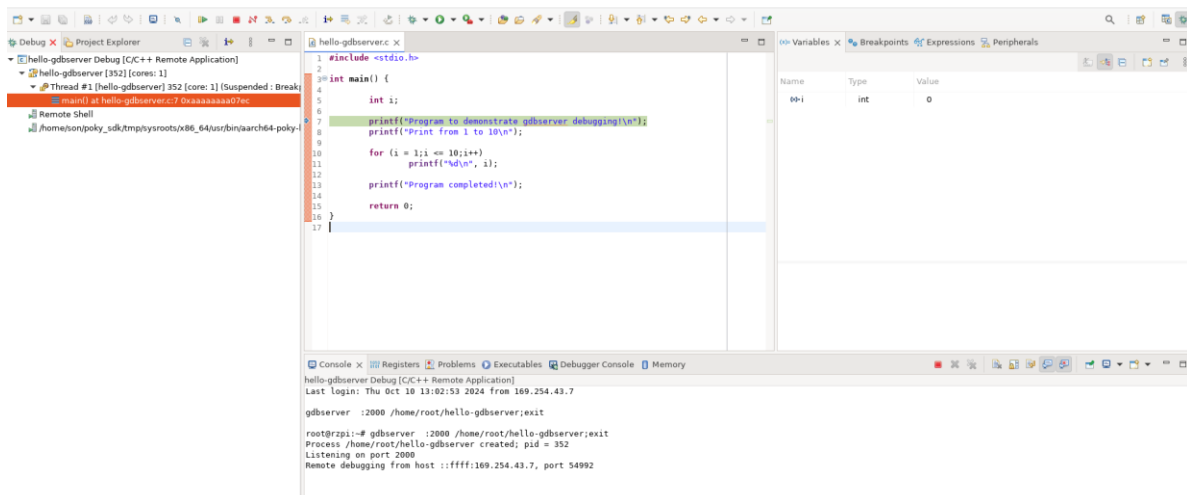 Debug Project Explorer
hello-gdbserver Debug [C/C++ Remote Application]
hello-gdbserver [352] [cores: 1]
Thread #1 [hello-gdbserver] 352 [core: 1] (Suspended : Breakp
main() at hello-gdbserver.c:7 0xaaaaaaaa07ec
Remote Shell
/home/son/poky_sdk/tmp/sysroots/x86_64/usr/bin/aarch64-poky-l
hello-gdbserver.c
1 #include <stdio.h>
2
3 int main() {
4
5 int i;
6
7 printf("Program to demonstrate gdbserver debugging!\n");
8 printf("Print from 1 to 10\n");
9
10 for (i = 1;i <= 10;i++)
11 printf("%d\n", i);
12
13 printf("Program completed!\n");
14
15 return 0;
16 }
17
Variables Breakpoints Expressions Peripherals
Name Type Value
i int 0
Console Registers Problems Executables Debugger Console Memory
hello-gdbserver Debug [C/C++ Remote Application]
Last login: Thu Oct 10 13:02:53 2024 from 169.254.43.7
gdbserver :2000 /home/root/hello-gdbserver;exit
root@rzpi:~# gdbserver :2000 /home/root/hello-gdbserver;exit
Process /home/root/hello-gdbserver created; pid = 352
Listening on port 2000
Remote debugging from host ::ffff:169.254.43.7, port 54992